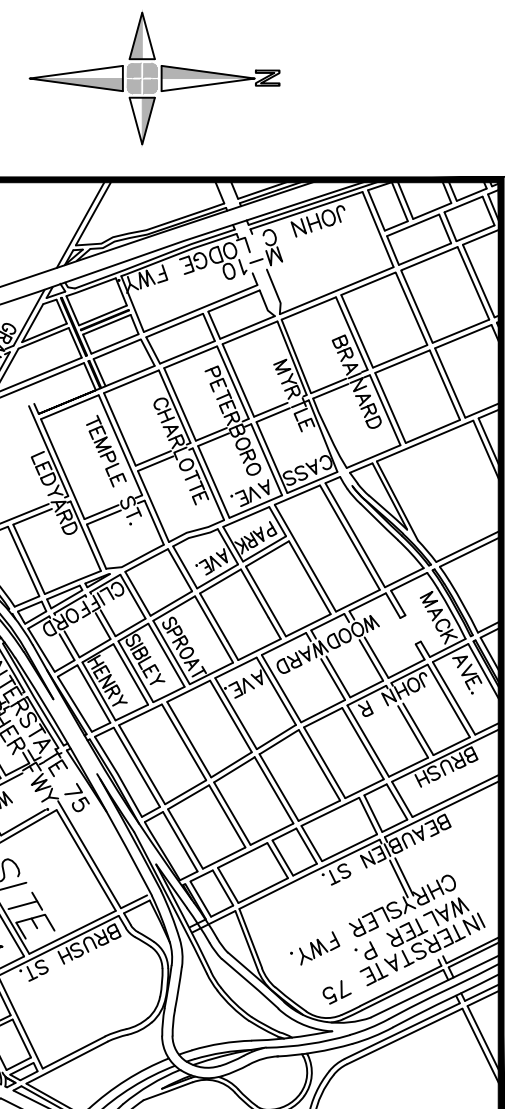 N
JOHN C LODGE FWY.
M-10
BRAINARD
MYRTLE
PETERBORO
CHARLOTTE
TEMPLE ST.
LEDYARD
CASS
AVE.
PARK AVE.
CLIFFORD
SPROAT
SIBLEY
HENRY
WOODWARD
AVE.
MACK AVE.
JOHN R
BRUSH
BEAUBIEN ST.
INTERSTATE 75
WALTER P.
CHRYSLER FWY.
INTERSTATE 75
FWY
SITE
BRUSH ST.